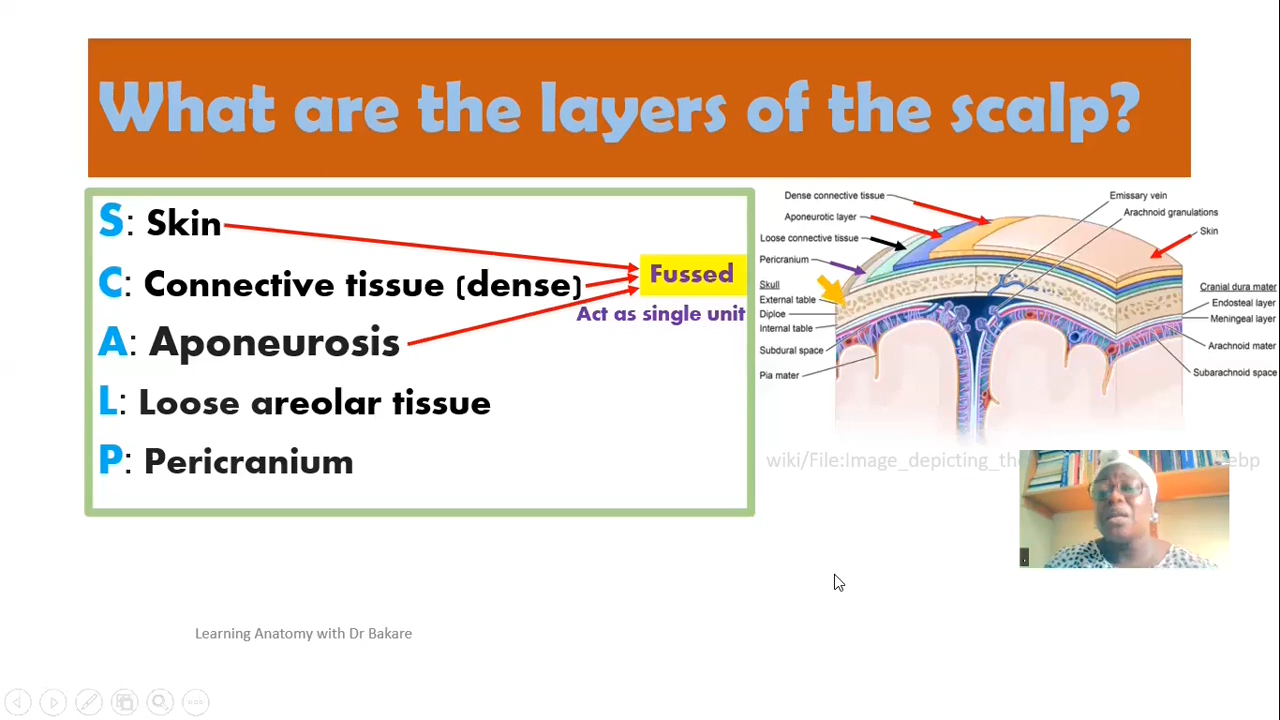 What are the layers of the scalp?
S: Skin
C: Connective tissue (dense)
A: Aponeurosis
L: Loose areolar tissue
P: Pericranium
Fussed
Act as single unit
Dense connective tissue
Aponeurotic layer
Loose connective tissue
Pericranium
Skull
External table
Diploe
Internal table
Subdural space
Pia mater
Emissary vein
Arachnoid granulations
Skin
Cranial dura mater
Endosteal layer
Meningeal layer
Arachnoid mater
Subarachnoid space
wiki/File:Image_depicting_the
Learning Anatomy with Dr Bakare